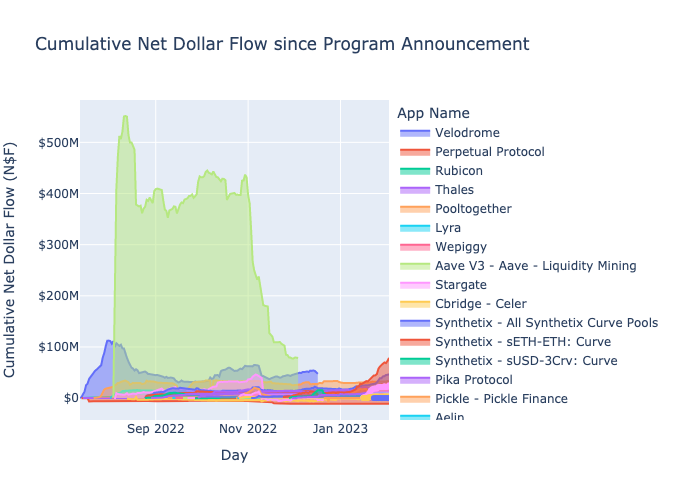 Cumulative Net Dollar Flow since Program Announcement
App Name
Velodrome
Perpetual Protocol
Rubicon
Thales
Pooltogether
Lyra
Wepiggy
Aave V3 - Aave - Liquidity Mining
Stargate
Cbridge - Celer
Synthetix - All Synthetix Curve Pools
Synthetix - sETH-ETH: Curve
Synthetix - sUSD-3Crv: Curve
Pika Protocol
Pickle - Pickle Finance
Aelin
Cumulative Net Dollar Flow (N$F)
$500M
$400M
$300M
$200M
$100M
$0
Sep 2022
Nov 2022
Jan 2023
Day